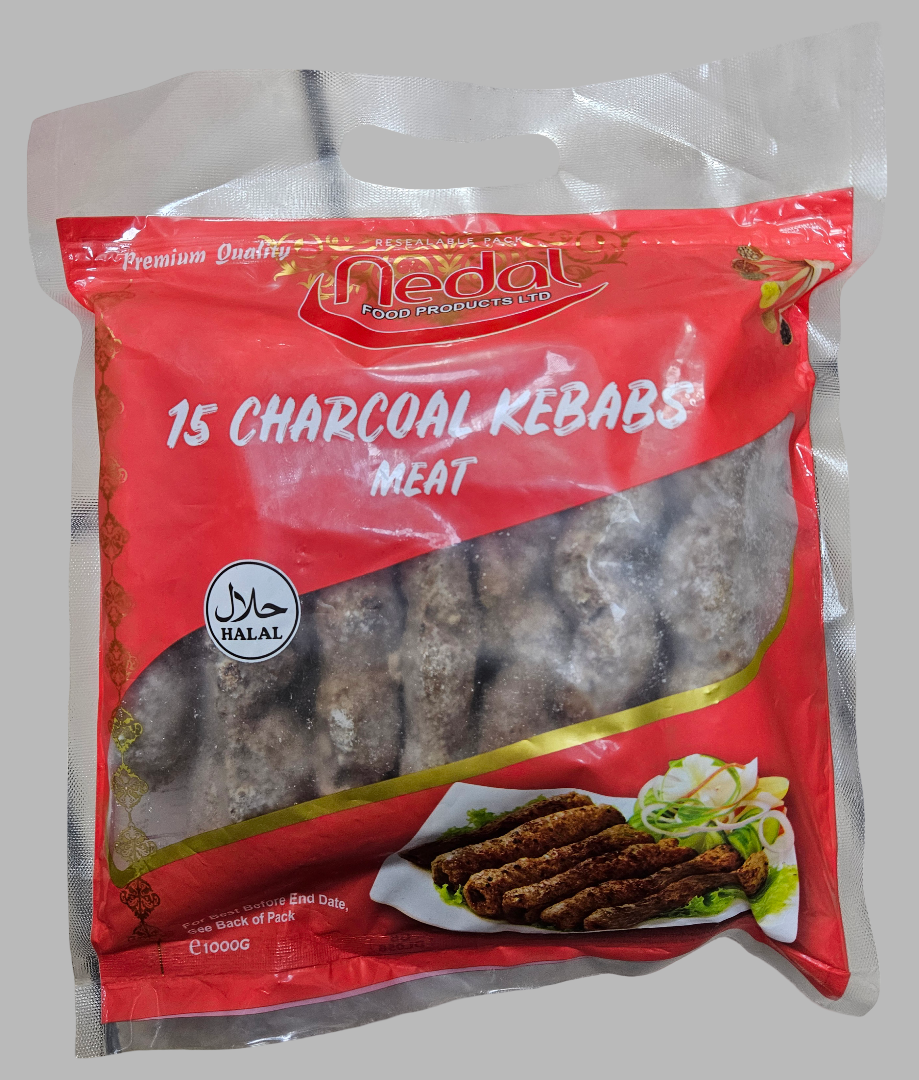 RESEALABLE PACK
Premium Quality
nedal
FOOD PRODUCTS LTD
15 CHARCOAL KEBABS
MEAT
حلال
HALAL
For Best Before End Date,
See Back of Pack
℮1000G